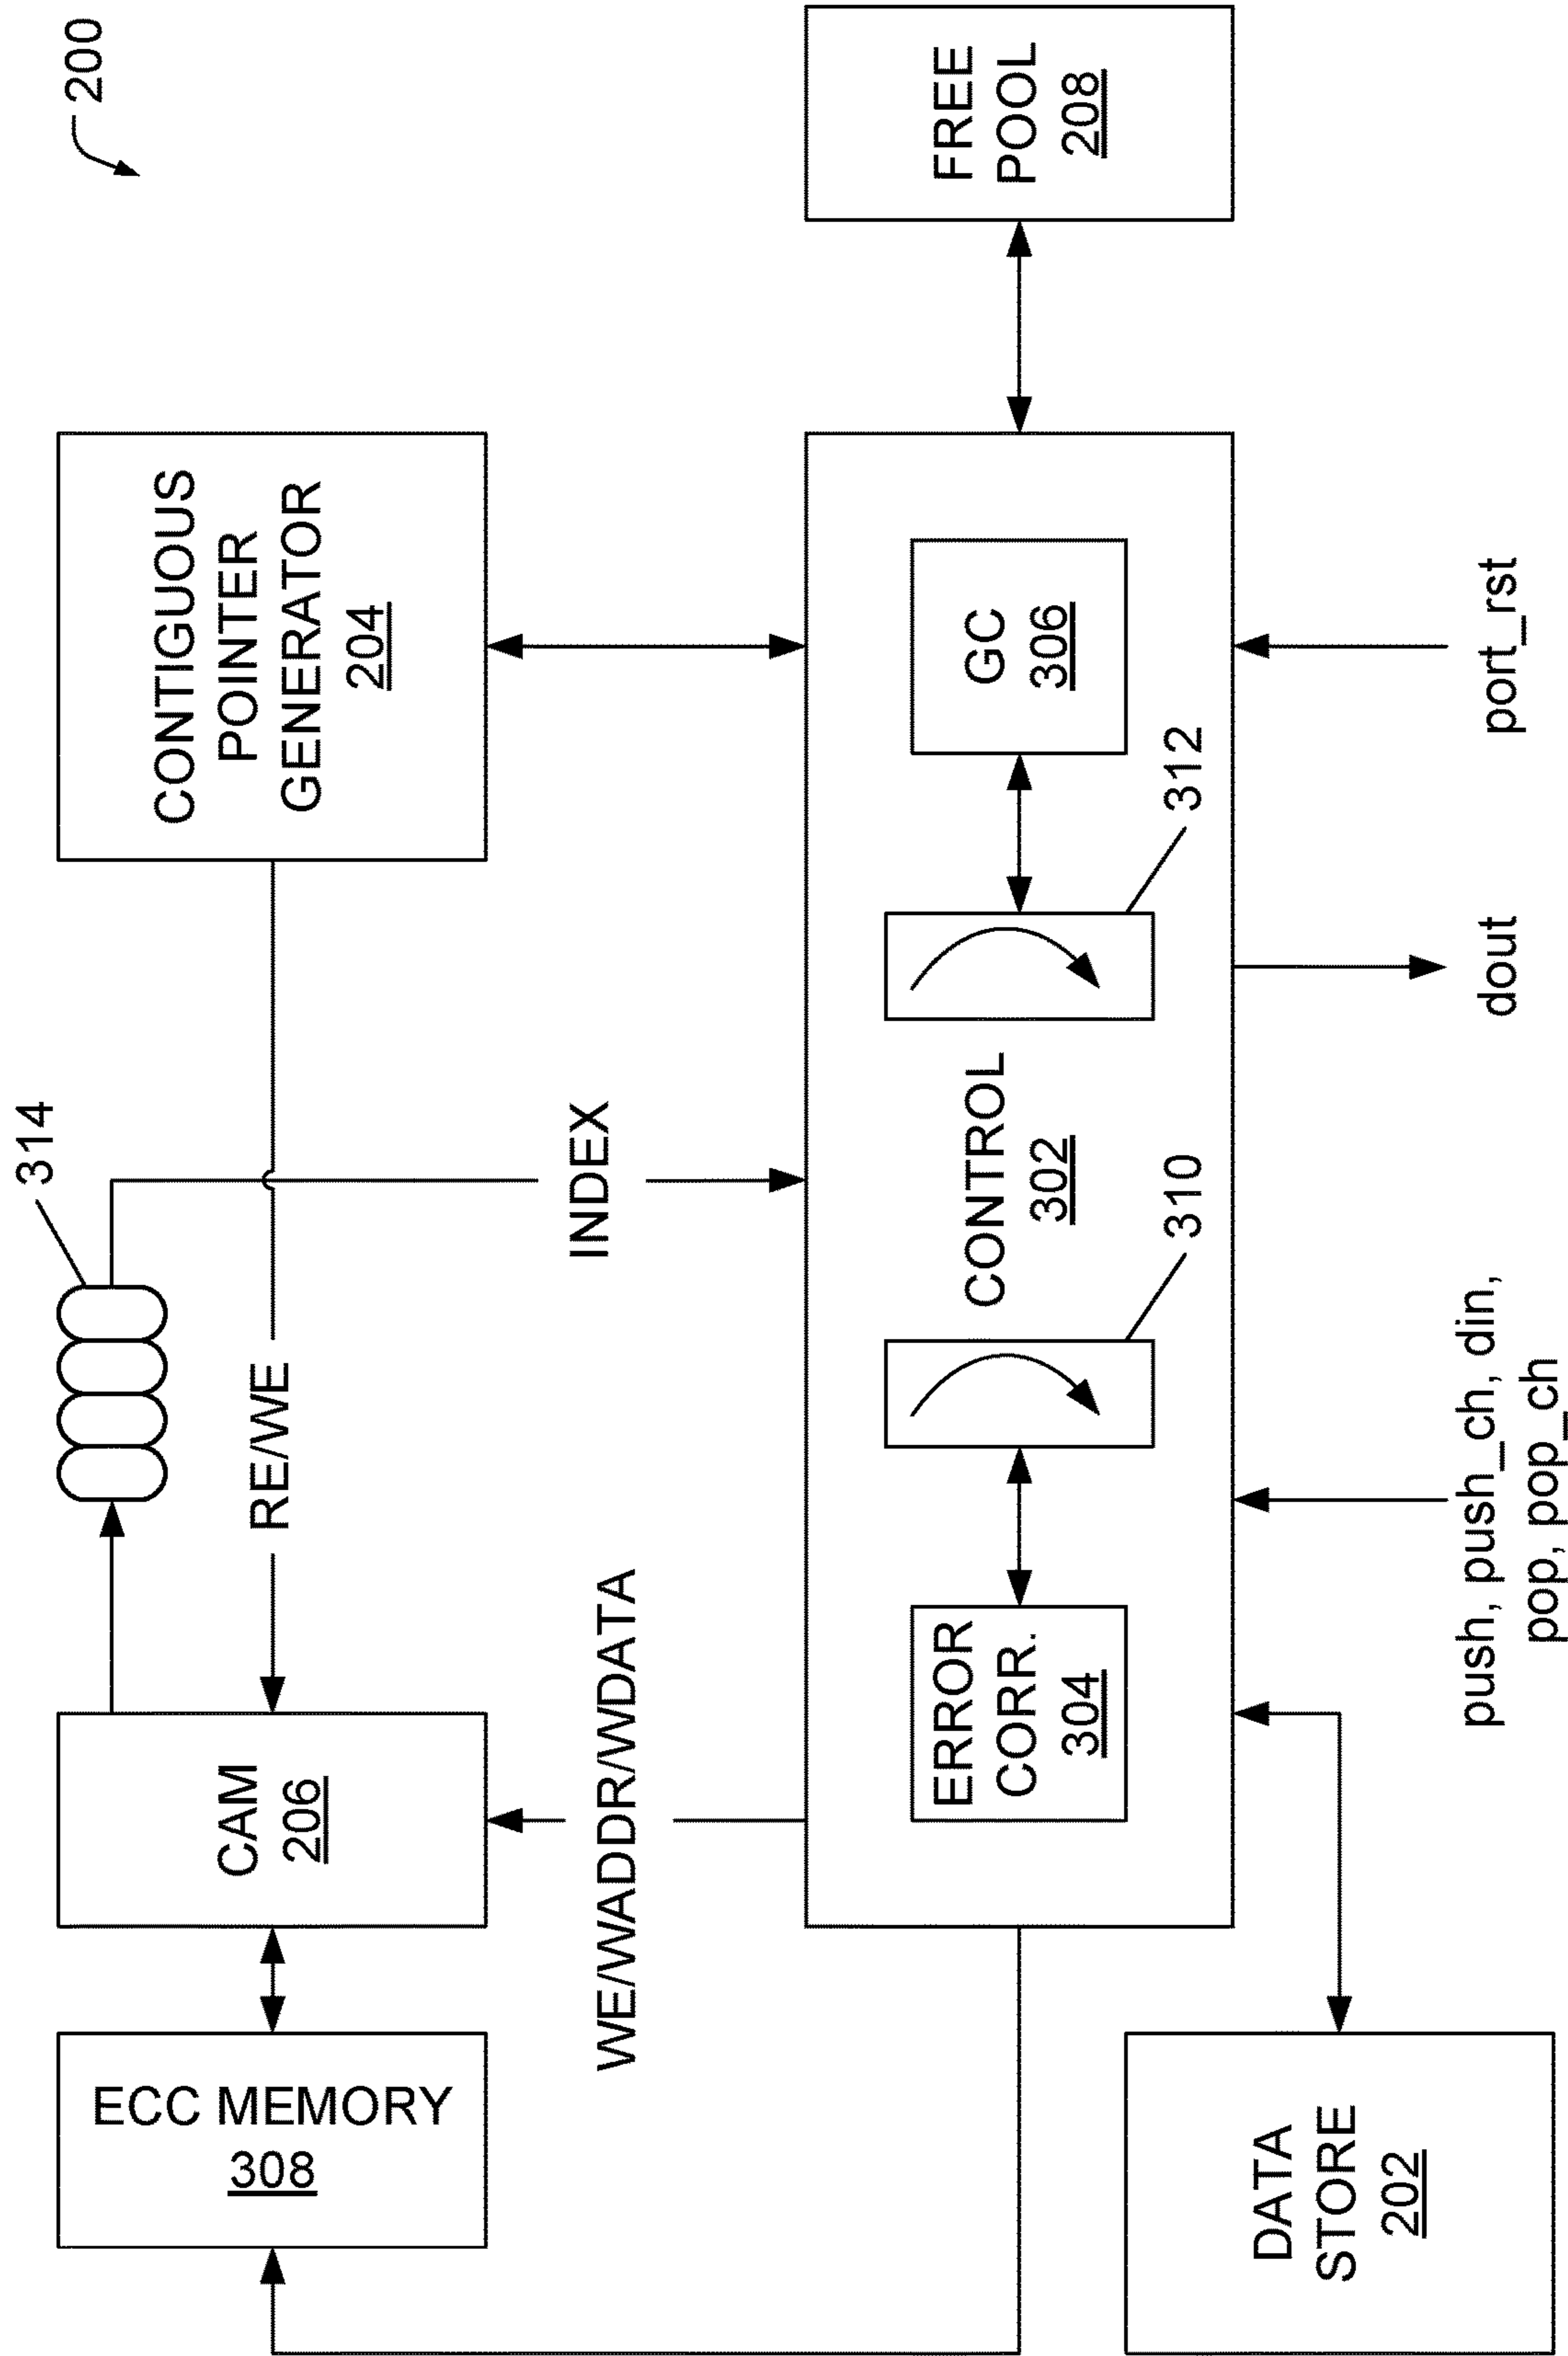 200
314
ECC MEMORY
308
CAM
206
RE/WE
CONTIGUOUS
POINTER
GENERATOR
204
WE/WADDR/WDATA
INDEX
ERROR
CORR.
304
310
CONTROL
302
312
GC
306
FREE
POOL
208
DATA
STORE
202
push, push_ch, din,
pop, pop_ch
dout
port_rst